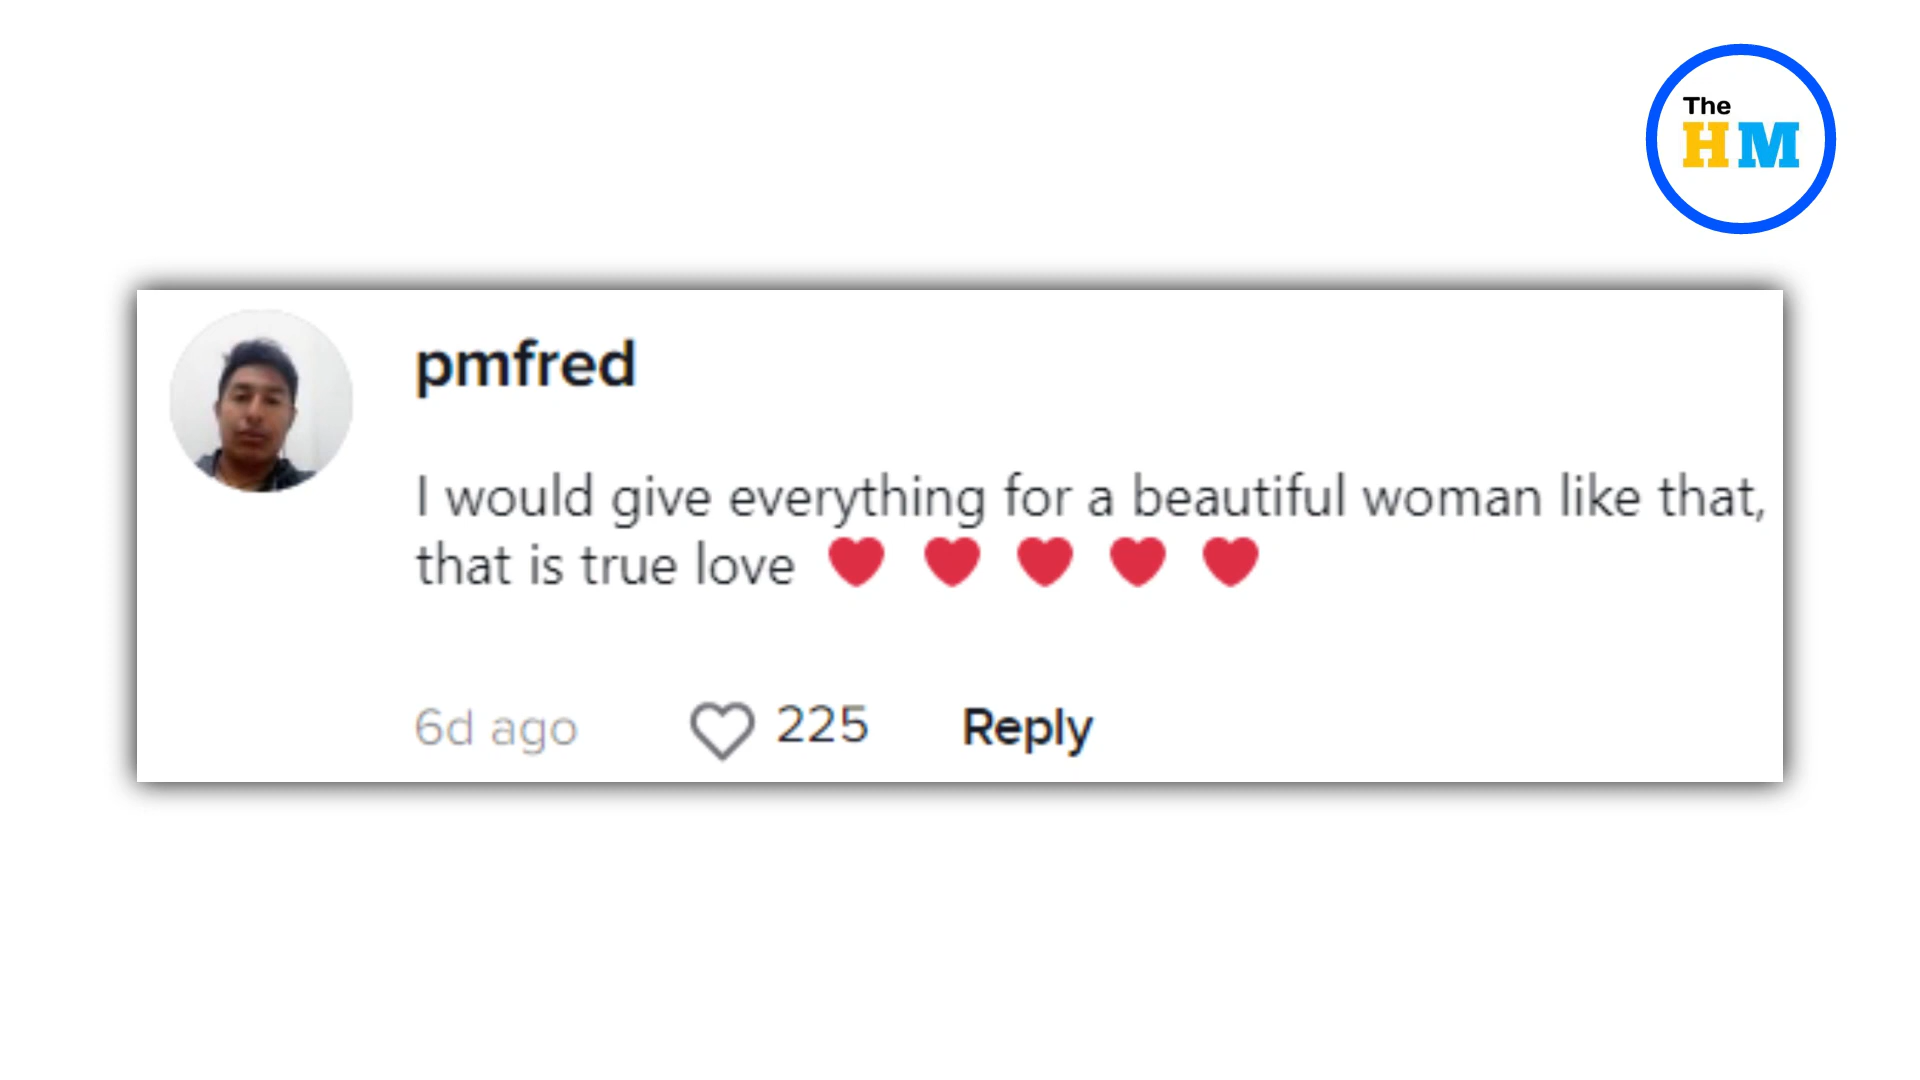 The
HM
pmfred
I would give everything for a beautiful woman like that,
that is true love ❤️ ❤️ ❤️ ❤️ ❤️
6d ago 225 Reply